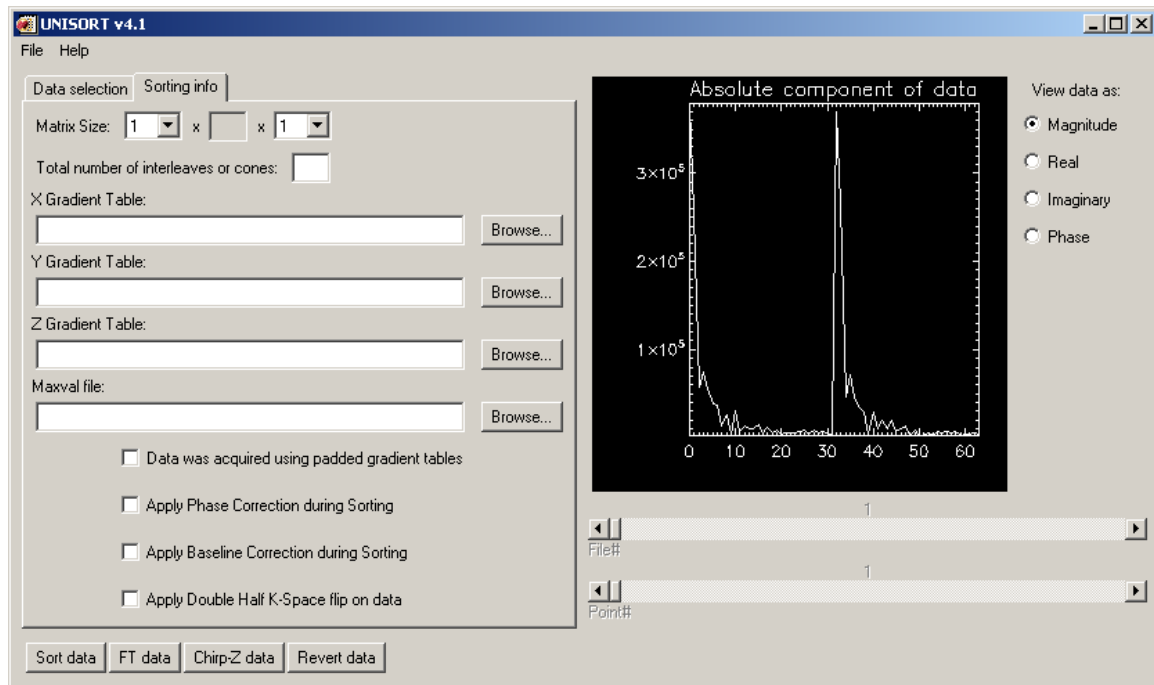 UNISORT v4.1
File Help
Data selection Sorting info
Matrix Size: 1 x x 1
Total number of interleaves or cones:
X Gradient Table:
Browse...
Y Gradient Table:
Browse...
Z Gradient Table:
Browse...
Maxval file:
Browse...
Data was acquired using padded gradient tables
Apply Phase Correction during Sorting
Apply Baseline Correction during Sorting
Apply Double Half K-Space flip on data
Sort data FT data Chirp-Z data Revert data
Absolute component of data
3×10⁵
2×10⁵
1×10⁵
0 10 20 30 40 50 60
View data as:
Magnitude
Real
Imaginary
Phase
1
File#
1
Point#